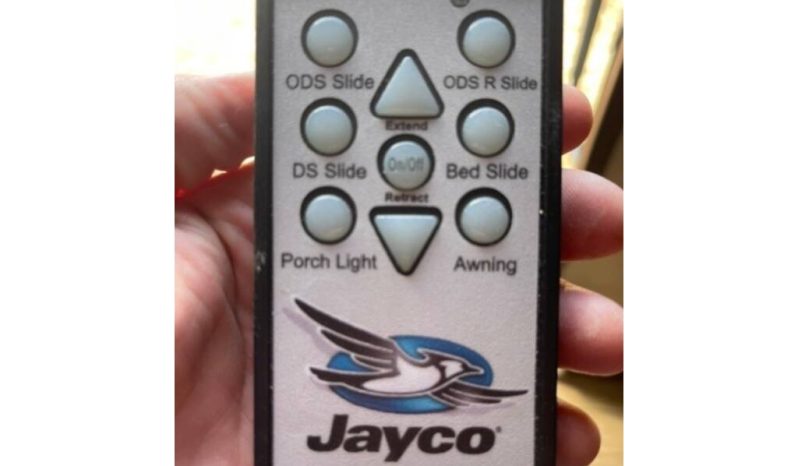 ODS Slide
ODS R Slide
Extend
DS Slide
On/Off
Bed Slide
Retract
Porch Light
Awning
Jayco®